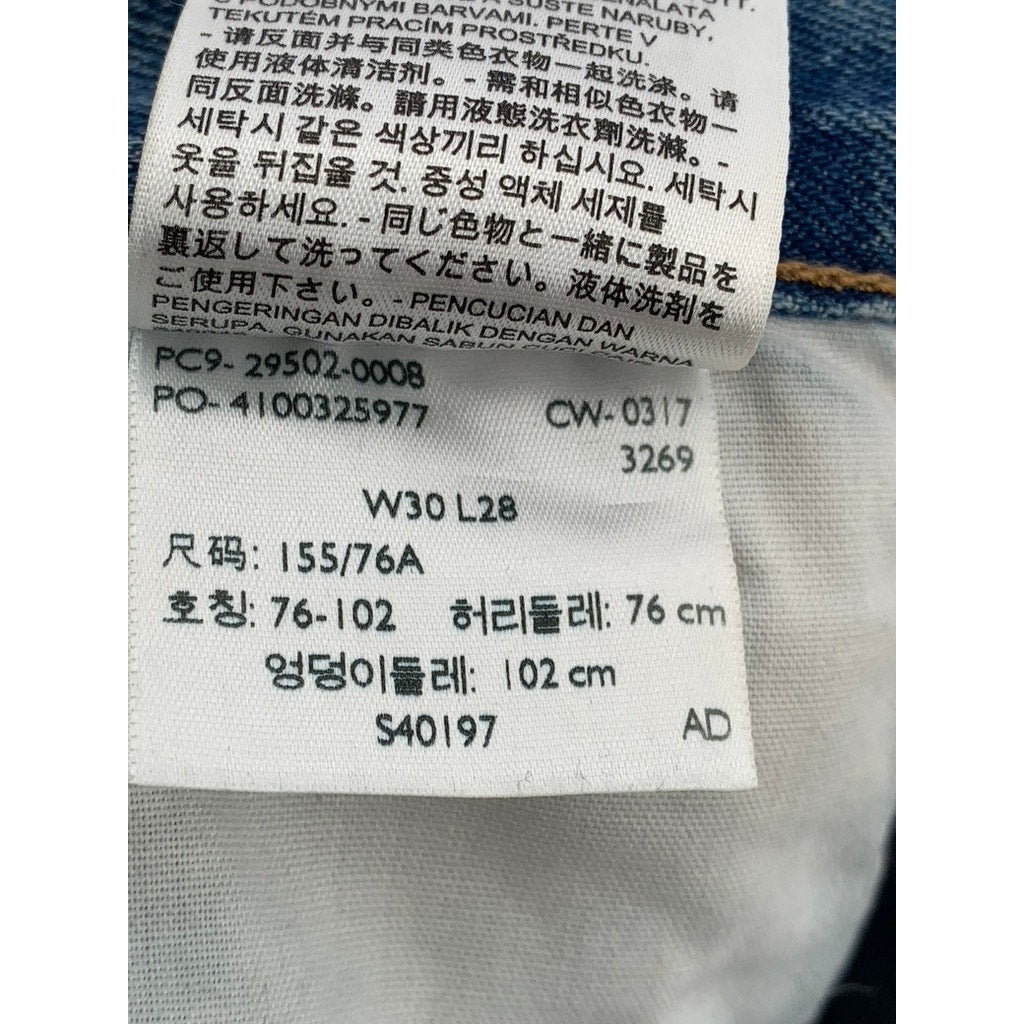 S PODOBNÝMI BARVAMI. PERTE V
TEKUTÉM PRACÍM PROSTŘEDKU.
- 请反面并与同类色衣物一起洗涤。请
使用液体清洁剂。- 需和相似色衣物一
同反面洗滌。請用液態洗衣劑洗滌。-
세탁시 같은 색상끼리 하십시요. 세탁시
옷을 뒤집을 것. 중성 액체 세제를
사용하세요. - 同じ色物と一緒に製品を
裏返して洗ってください。液体洗剤を
ご使用下さい。- PENCUCIAN DAN
PENGERINGAN DIBALIK DENGAN WARNA
SERUPA. GUNAKAN SABUN
PC9- 29502-0008
PO- 4100325977
CW- 0317
3269
W30 L28
尺码: 155/76A
호칭: 76-102 허리둘레: 76 cm
엉덩이둘레: 102 cm
S40197 AD